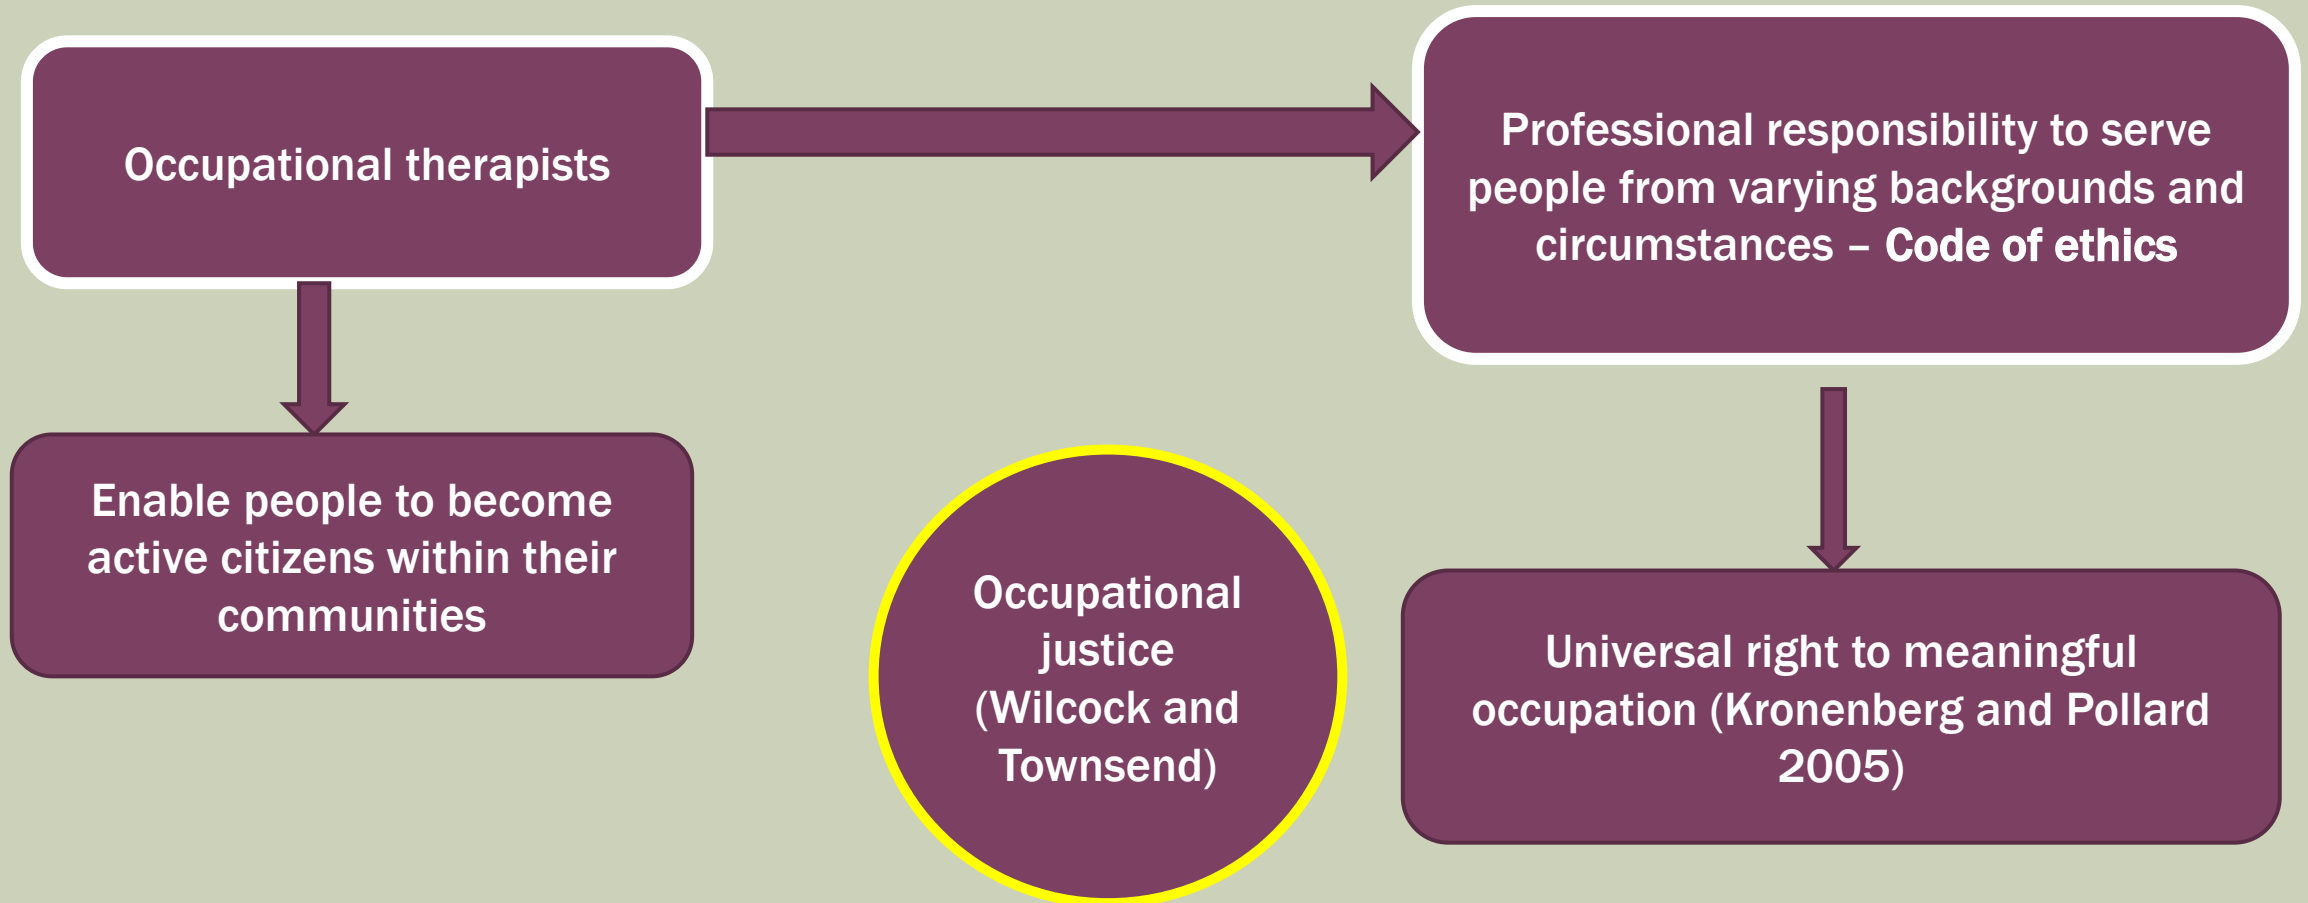 Occupational therapists
Professional responsibility to serve
people from varying backgrounds and
circumstances – Code of ethics
Enable people to become
active citizens within their
communities
Occupational
justice
(Wilcock and
Townsend)
Universal right to meaningful
occupation (Kronenberg and Pollard
2005)